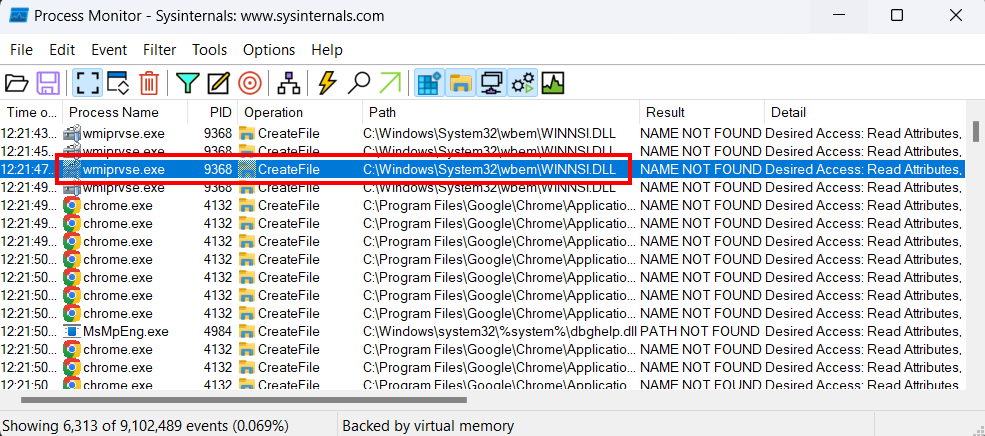 Process Monitor - Sysinternals: www.sysinternals.com
File Edit Event Filter Tools Options Help
Time o... Process Name PID Operation Path Result Detail
12:21:43... wmiprvse.exe 9368 CreateFile C:\Windows\System32\wbem\WINNSI.DLL NAME NOT FOUND Desired Access: Read Attributes,
12:21:45... wmiprvse.exe 9368 CreateFile C:\Windows\System32\wbem\WINNSI.DLL NAME NOT FOUND Desired Access: Read Attributes,
12:21:47... wmiprvse.exe 9368 CreateFile C:\Windows\System32\wbem\WINNSI.DLL NAME NOT FOUND Desired Access: Read Attributes,
12:21:49... wmiprvse.exe 9368 CreateFile C:\Windows\System32\wbem\WINNSI.DLL NAME NOT FOUND Desired Access: Read Attributes,
12:21:49... chrome.exe 4132 CreateFile C:\Program Files\Google\Chrome\Applicatio... NAME NOT FOUND Desired Access: Read Attributes,
12:21:49... chrome.exe 4132 CreateFile C:\Program Files\Google\Chrome\Applicatio... NAME NOT FOUND Desired Access: Read Attributes,
12:21:49... chrome.exe 4132 CreateFile C:\Program Files\Google\Chrome\Applicatio... NAME NOT FOUND Desired Access: Read Attributes,
12:21:50... chrome.exe 4132 CreateFile C:\Program Files\Google\Chrome\Applicatio... NAME NOT FOUND Desired Access: Read Attributes,
12:21:50... chrome.exe 4132 CreateFile C:\Program Files\Google\Chrome\Applicatio... NAME NOT FOUND Desired Access: Read Attributes,
12:21:50... chrome.exe 4132 CreateFile C:\Program Files\Google\Chrome\Applicatio... NAME NOT FOUND Desired Access: Read Attributes,
12:21:50... chrome.exe 4132 CreateFile C:\Program Files\Google\Chrome\Applicatio... NAME NOT FOUND Desired Access: Read Attributes,
12:21:50... MsMpEng.exe 4984 CreateFile C:\Windows\system32\%system%\dbghelp.dll PATH NOT FOUND Desired Access: Read Attributes,
12:21:50... chrome.exe 4132 CreateFile C:\Program Files\Google\Chrome\Applicatio... NAME NOT FOUND Desired Access: Read Attributes,
12:21:50... chrome.exe 4132 CreateFile C:\Program Files\Google\Chrome\Applicatio... NAME NOT FOUND Desired Access: Read Attributes,
12:21:50 chrome.exe 4132 CreateFile C:\Program Files\Google\Chrome\Applicatio NAME NOT FOUND Desired Access: Read Attributes,
Showing 6,313 of 9,102,489 events (0.069%) Backed by virtual memory